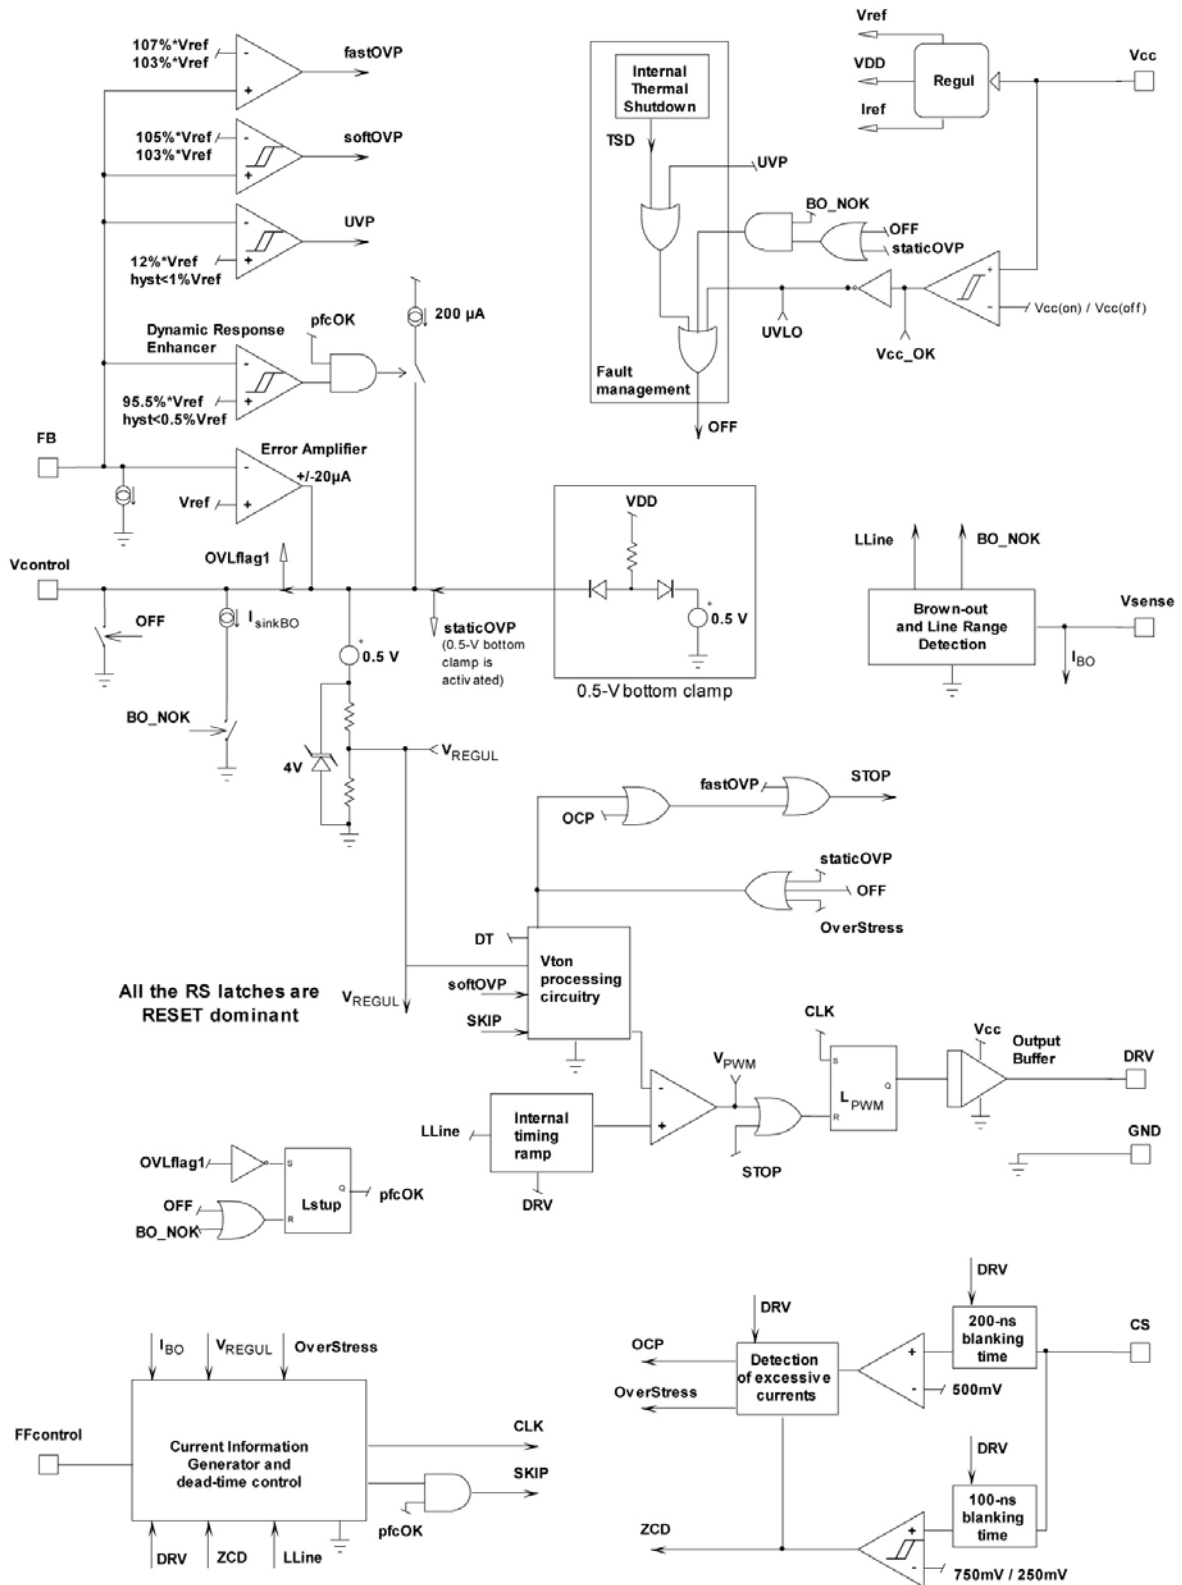 107%*Vref
103%*Vref
-
+
fastOVP
105%*Vref
103%*Vref
-
+
softOVP
-
+
UVP
12%*Vref
hyst<1%Vref
Dynamic Response
Enhancer
pfcOK
200 µA
-
+
95.5%*Vref
hyst<0.5%Vref
FB
Error Amplifier
+/-20µA
-
+
Vref
Internal
Thermal
Shutdown
TSD
UVP
BO_NOK
OFF
staticOVP
UVLO
Vcc_OK
Fault
management
OFF
Vref
VDD
Iref
Regul
Vcc
+
-
Vcc(on) / Vcc(off)
Vcontrol
OVLflag1
OFF
IsinkBO
BO_NOK
+
0.5 V
4V
VREGUL
VREGUL
staticOVP
(0.5-V bottom
clamp is
activated)
VDD
+
0.5 V
0.5-V bottom clamp
LLine
BO_NOK
Brown-out
and Line Range
Detection
Vsense
IBO
OCP
fastOVP
STOP
staticOVP
OFF
OverStress
DT
softOVP
SKIP
Vton
processing
circuitry
All the RS latches are
RESET dominant
LLine
Internal
timing
ramp
DRV
-
+
VPWM
STOP
CLK
S
R
Q
LPWM
Vcc
Output
Buffer
DRV
GND
OVLflag1
OFF
BO_NOK
S
R
Q
Lstup
pfcOK
IBO
VREGUL
OverStress
FFcontrol
Current Information
Generator and
dead-time control
CLK
SKIP
pfcOK
DRV
ZCD
LLine
DRV
OCP
OverStress
Detection
of excessive
currents
+
-
500mV
DRV
200-ns
blanking
time
CS
DRV
100-ns
blanking
time
ZCD
+
-
750mV / 250mV